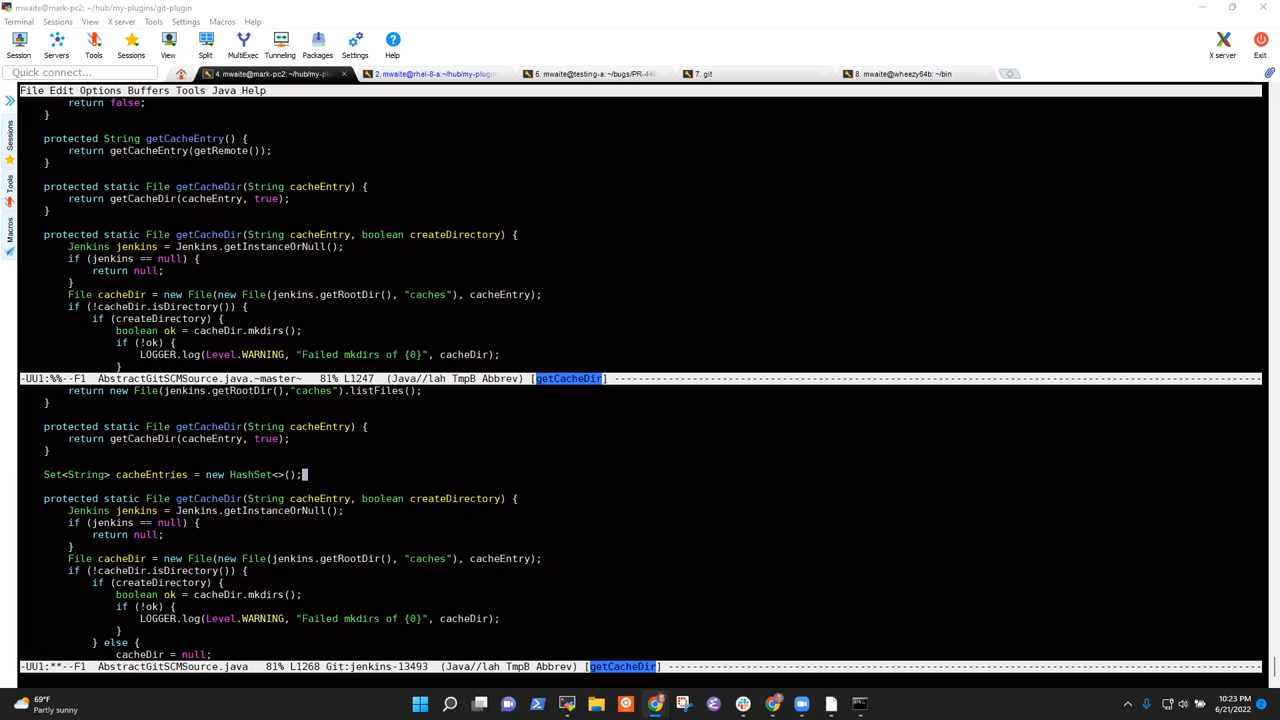 mwaite@mark-pc2: ~/hub/my-plugins/git-plugin
Terminal Sessions View X server Tools Settings Macros Help
Session Servers Tools Sessions View Split MultiExec Tunneling Packages Settings Help X server Exit
Quick connect... 4. mwaite@mark-pc2:~/hub/my-plu 2. mwaite@rhel-8-a:~/hub/my-plugin 5. mwaite@testing-a: ~/bugs/PR-44 7. git 8. mwaite@wheezy64b: ~/bin
Sessions
Tools
Macros
File Edit Options Buffers Tools Java Help
return false;
}
protected String getCacheEntry() {
return getCacheEntry(getRemote());
}
protected static File getCacheDir(String cacheEntry) {
return getCacheDir(cacheEntry, true);
}
protected static File getCacheDir(String cacheEntry, boolean createDirectory) {
Jenkins jenkins = Jenkins.getInstanceOrNull();
if (jenkins == null) {
return null;
}
File cacheDir = new File(new File(jenkins.getRootDir(), "caches"), cacheEntry);
if (!cacheDir.isDirectory()) {
if (createDirectory) {
boolean ok = cacheDir.mkdirs();
if (!ok) {
LOGGER.log(Level.WARNING, "Failed mkdirs of {0}", cacheDir);
}
-UU1:%%--F1 AbstractGitSCMSource.java.~master~ 81% L1247 (Java//lah TmpB Abbrev) [getCacheDir]
return new File(jenkins.getRootDir(),"caches").listFiles();
}
protected static File getCacheDir(String cacheEntry) {
return getCacheDir(cacheEntry, true);
}
Set<String> cacheEntries = new HashSet<>();
protected static File getCacheDir(String cacheEntry, boolean createDirectory) {
Jenkins jenkins = Jenkins.getInstanceOrNull();
if (jenkins == null) {
return null;
}
File cacheDir = new File(new File(jenkins.getRootDir(), "caches"), cacheEntry);
if (!cacheDir.isDirectory()) {
if (createDirectory) {
boolean ok = cacheDir.mkdirs();
if (!ok) {
LOGGER.log(Level.WARNING, "Failed mkdirs of {0}", cacheDir);
}
} else {
cacheDir = null;
-UU1:**--F1 AbstractGitSCMSource.java 81% L1268 Git:jenkins-13493 (Java//lah TmpB Abbrev) [getCacheDir]
69°F
Partly sunny
10:23 PM
6/21/2022